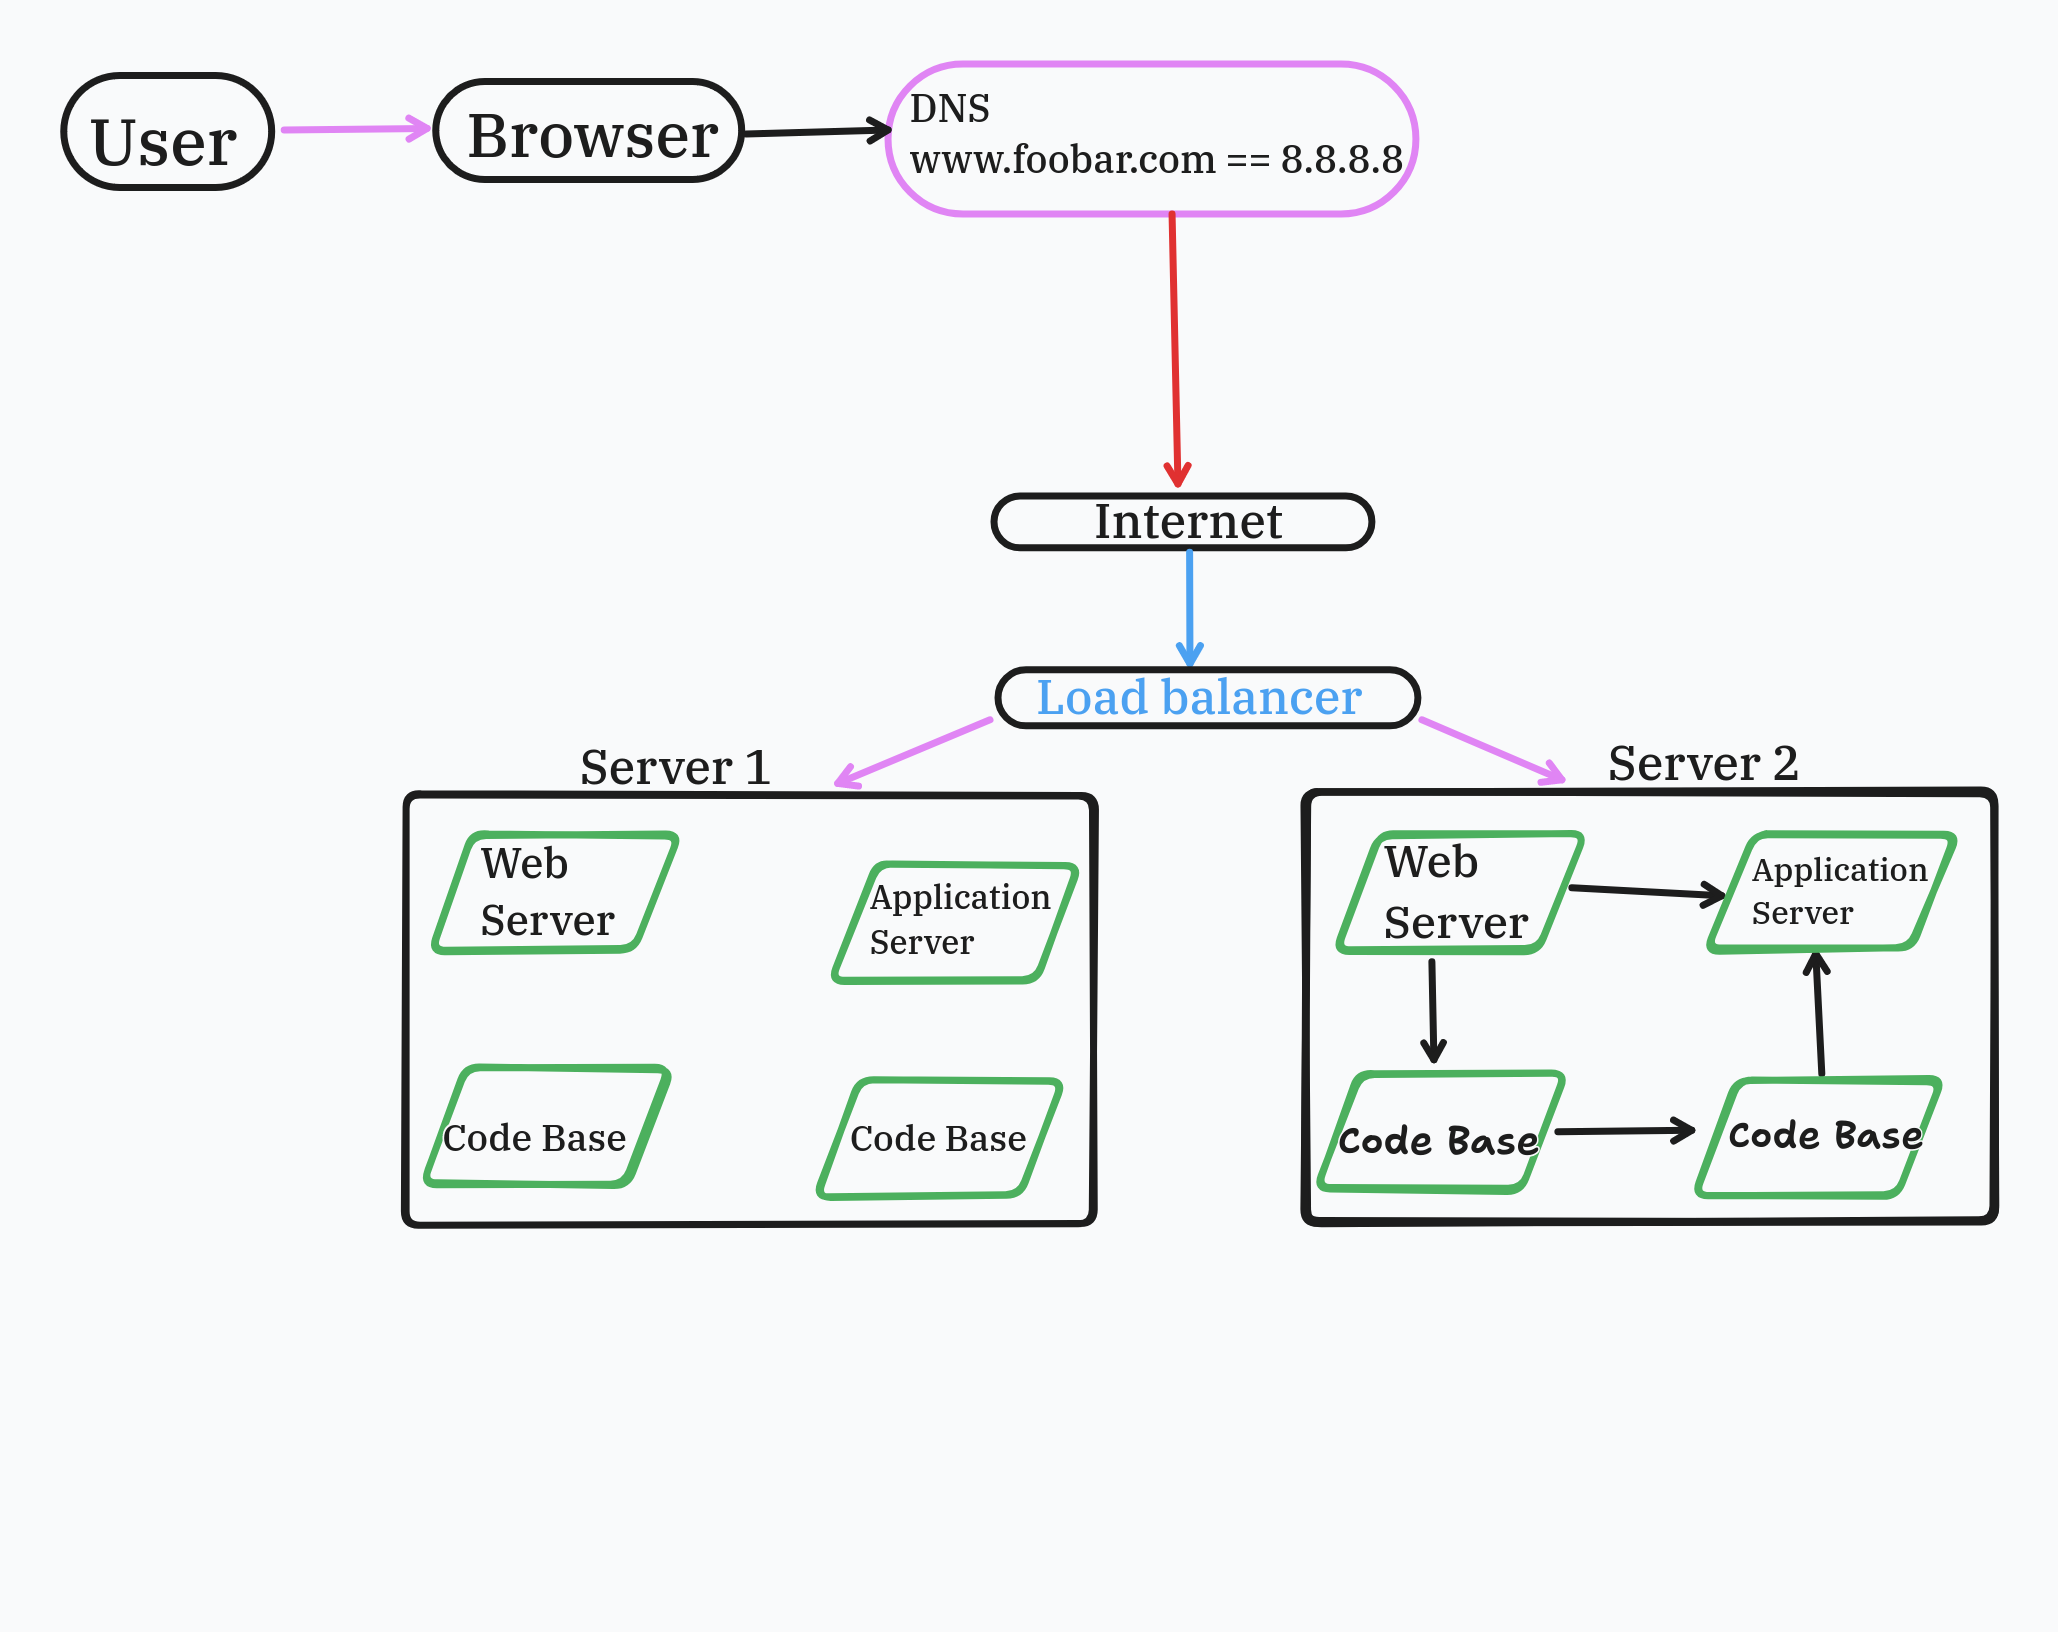 User
Browser
DNS
www.foobar.com == 8.8.8.8
Internet
Load balancer
Server 1
Web
Server
Application
Server
Code Base
Code Base
Server 2
Web
Server
Application
Server
Code Base
Code Base